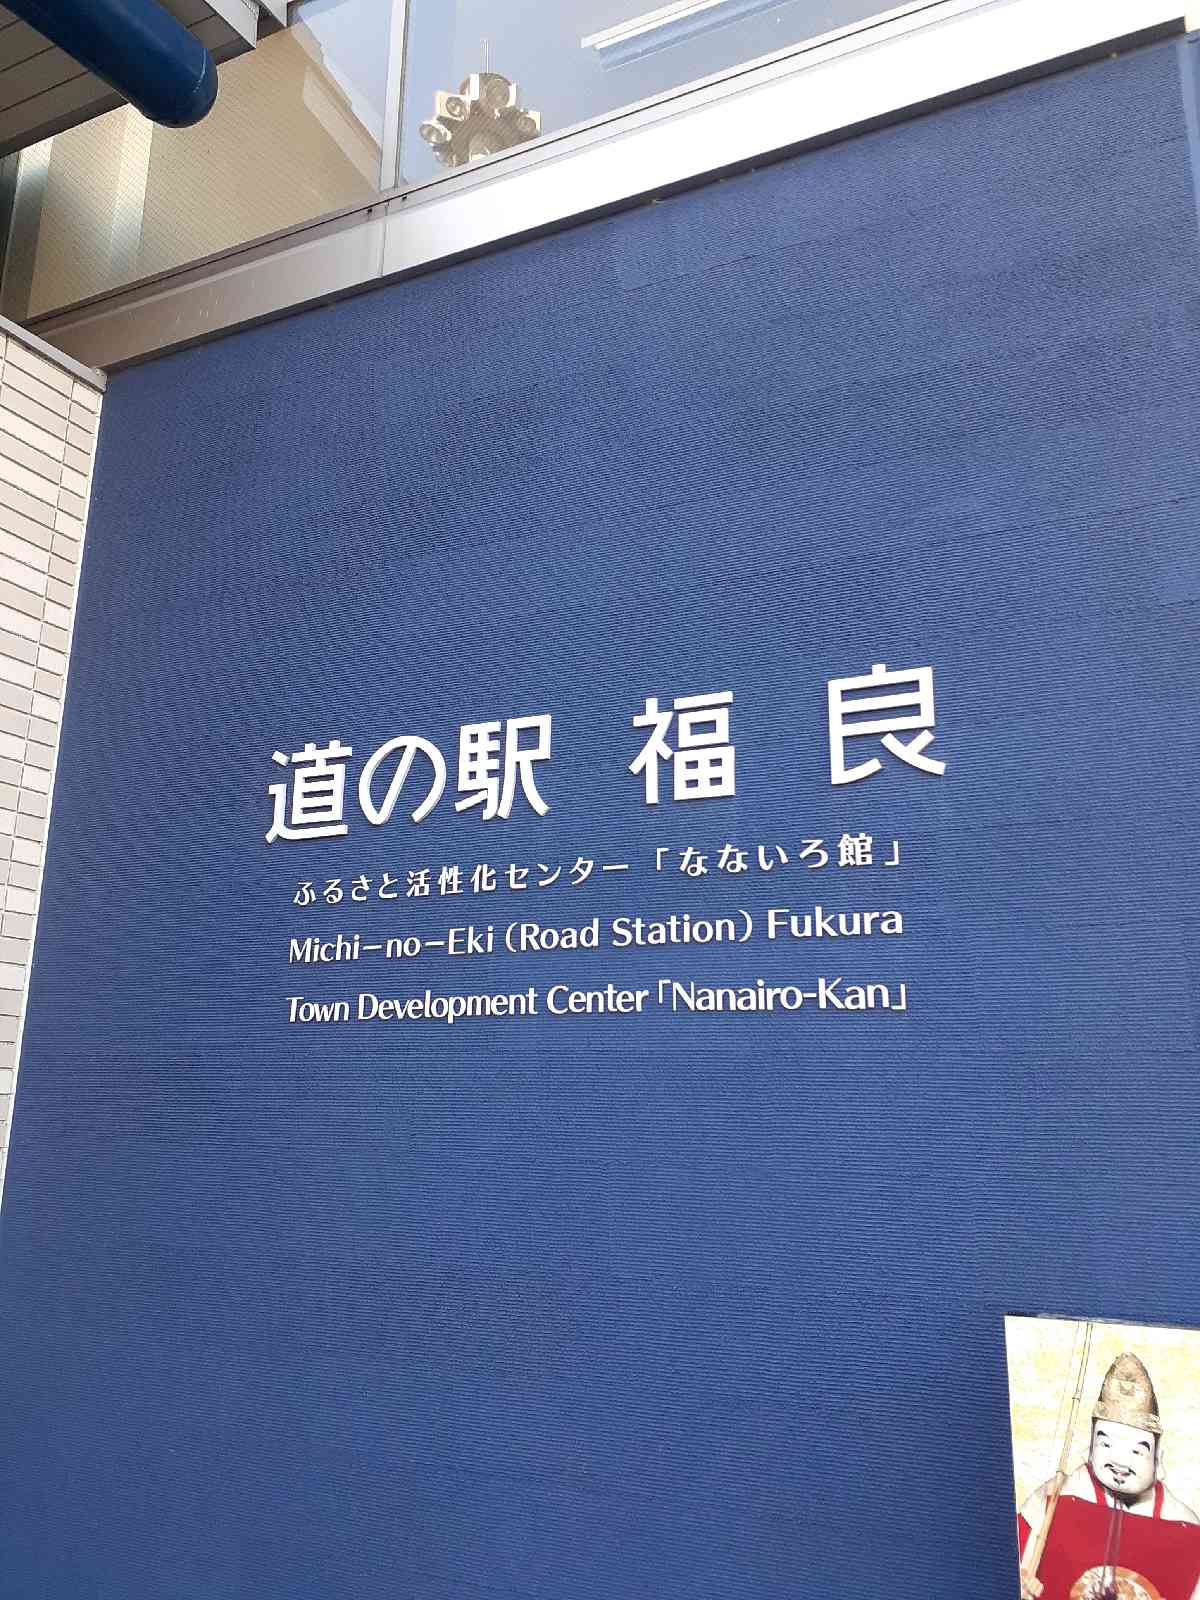 道の駅 福良
ふるさと活性化センター「なないろ館」
Michi-no-Eki (Road Station) Fukura
Town Development Center「Nanairo-Kan」